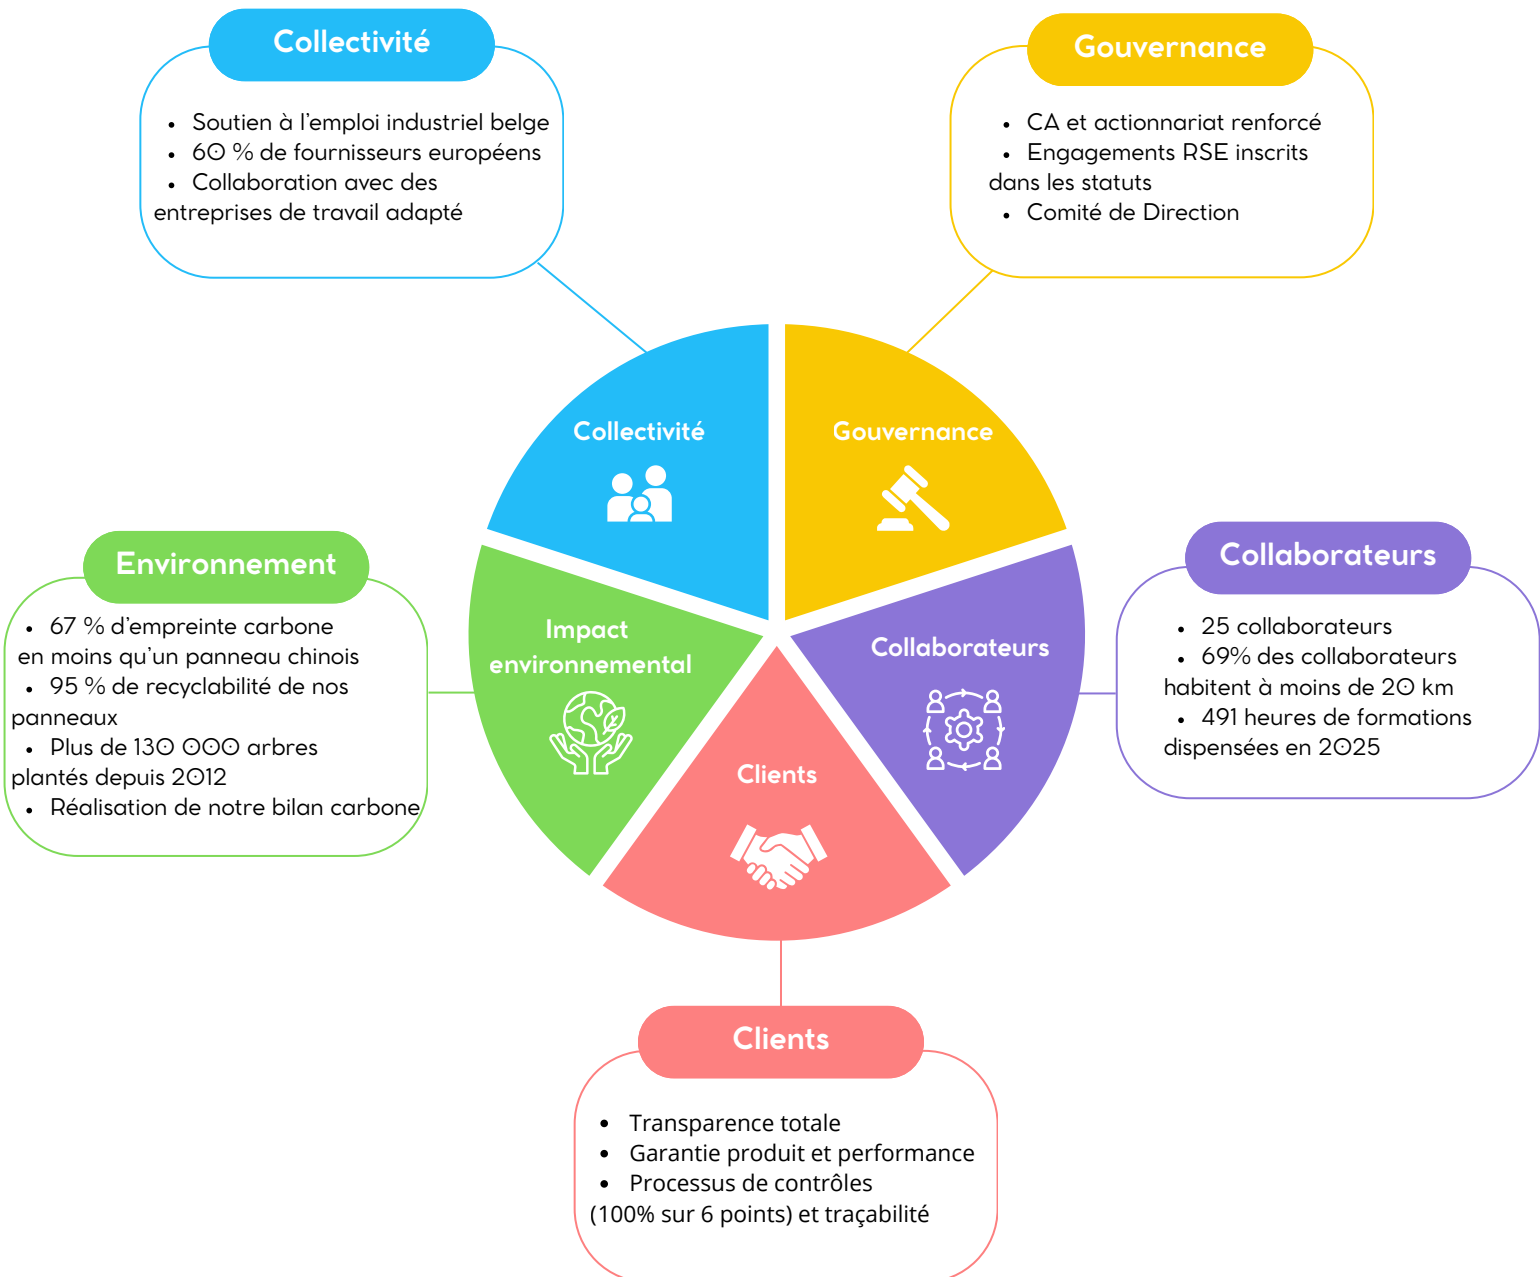 Collectivité
• Soutien à l'emploi industriel belge
• 60 % de fournisseurs européens
• Collaboration avec des
entreprises de travail adapté
Gouvernance
• CA et actionnariat renforcé
• Engagements RSE inscrits
dans les statuts
• Comité de Direction
Collectivité
Gouvernance
Impact
environnemental
Collaborateurs
Clients
Environnement
• 67 % d'empreinte carbone
en moins qu'un panneau chinois
• 95 % de recyclabilité de nos
panneaux
• Plus de 130 000 arbres
plantés depuis 2012
• Réalisation de notre bilan carbone
Collaborateurs
• 25 collaborateurs
• 69% des collaborateurs
habitent à moins de 20 km
• 491 heures de formations
dispensées en 2025
Clients
• Transparence totale
• Garantie produit et performance
• Processus de contrôles
(100% sur 6 points) et traçabilité